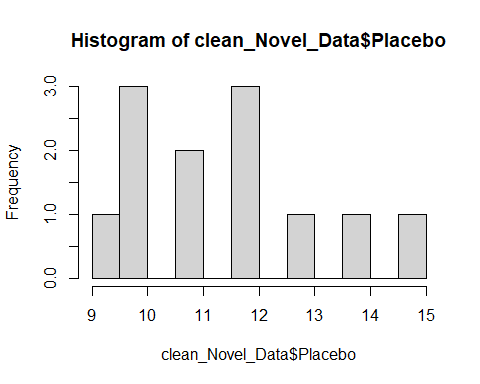 Histogram of clean_Novel_Data$Placebo
Frequency
3.0
2.0
1.0
0.0
9 10 11 12 13 14 15
clean_Novel_Data$Placebo